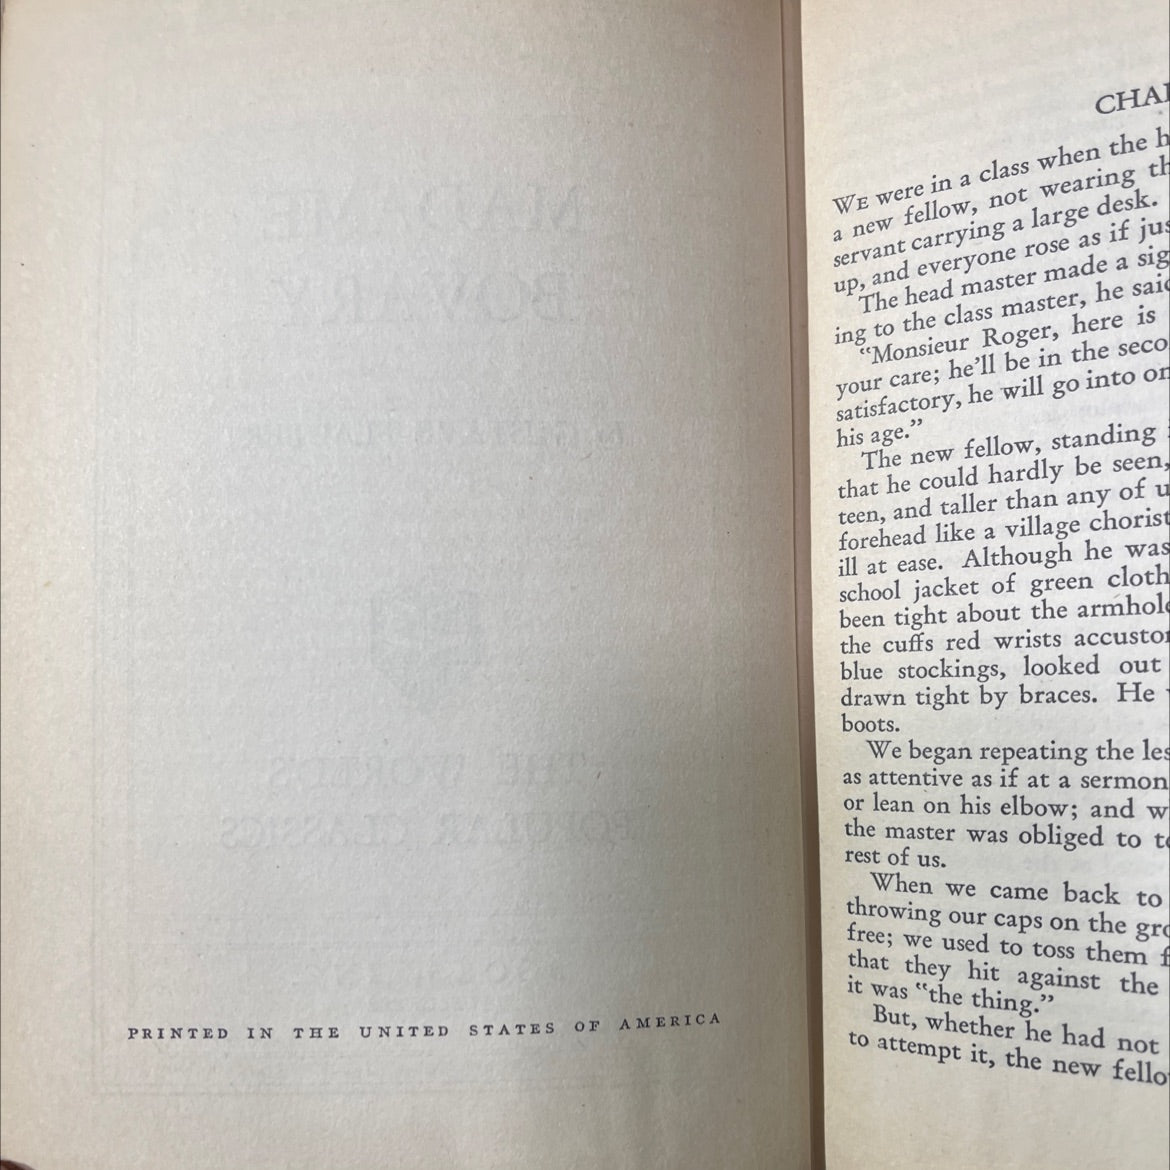 PRINTED IN THE UNITED STATES OF AMERICA
CHAP
WE were in a class when the h
a new fellow, not wearing th
servant carrying a large desk.
up, and everyone rose as if jus
The head master made a sig
ing to the class master, he said
"Monsieur Roger, here is
your care; he'll be in the seco
satisfactory, he will go into on
his age."
The new fellow, standing i
that he could hardly be seen,
teen, and taller than any of u
forehead like a village chorist
ill at ease. Although he was
school jacket of green cloth
been tight about the armhole
the cuffs red wrists accustom
blue stockings, looked out
drawn tight by braces. He w
boots.
We began repeating the les
as attentive as if at a sermon
or lean on his elbow; and w
the master was obliged to te
rest of us.
When we came back to
throwing our caps on the gro
free; we used to toss them f
that they hit against the
it was "the thing."
But, whether he had not
to attempt it, the new fello